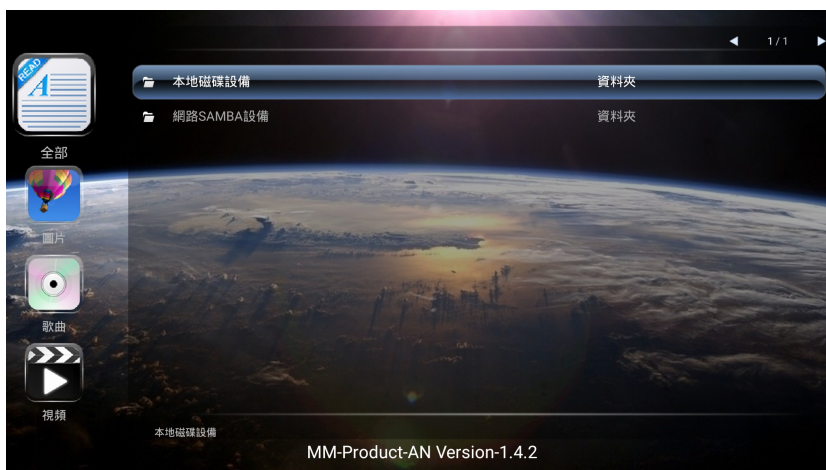 1/1
READ
A
本地磁碟設備 資料夾
網路SAMBA設備 資料夾
全部
圖片
歌曲
視頻
本地磁碟設備
MM-Product-AN Version-1.4.2